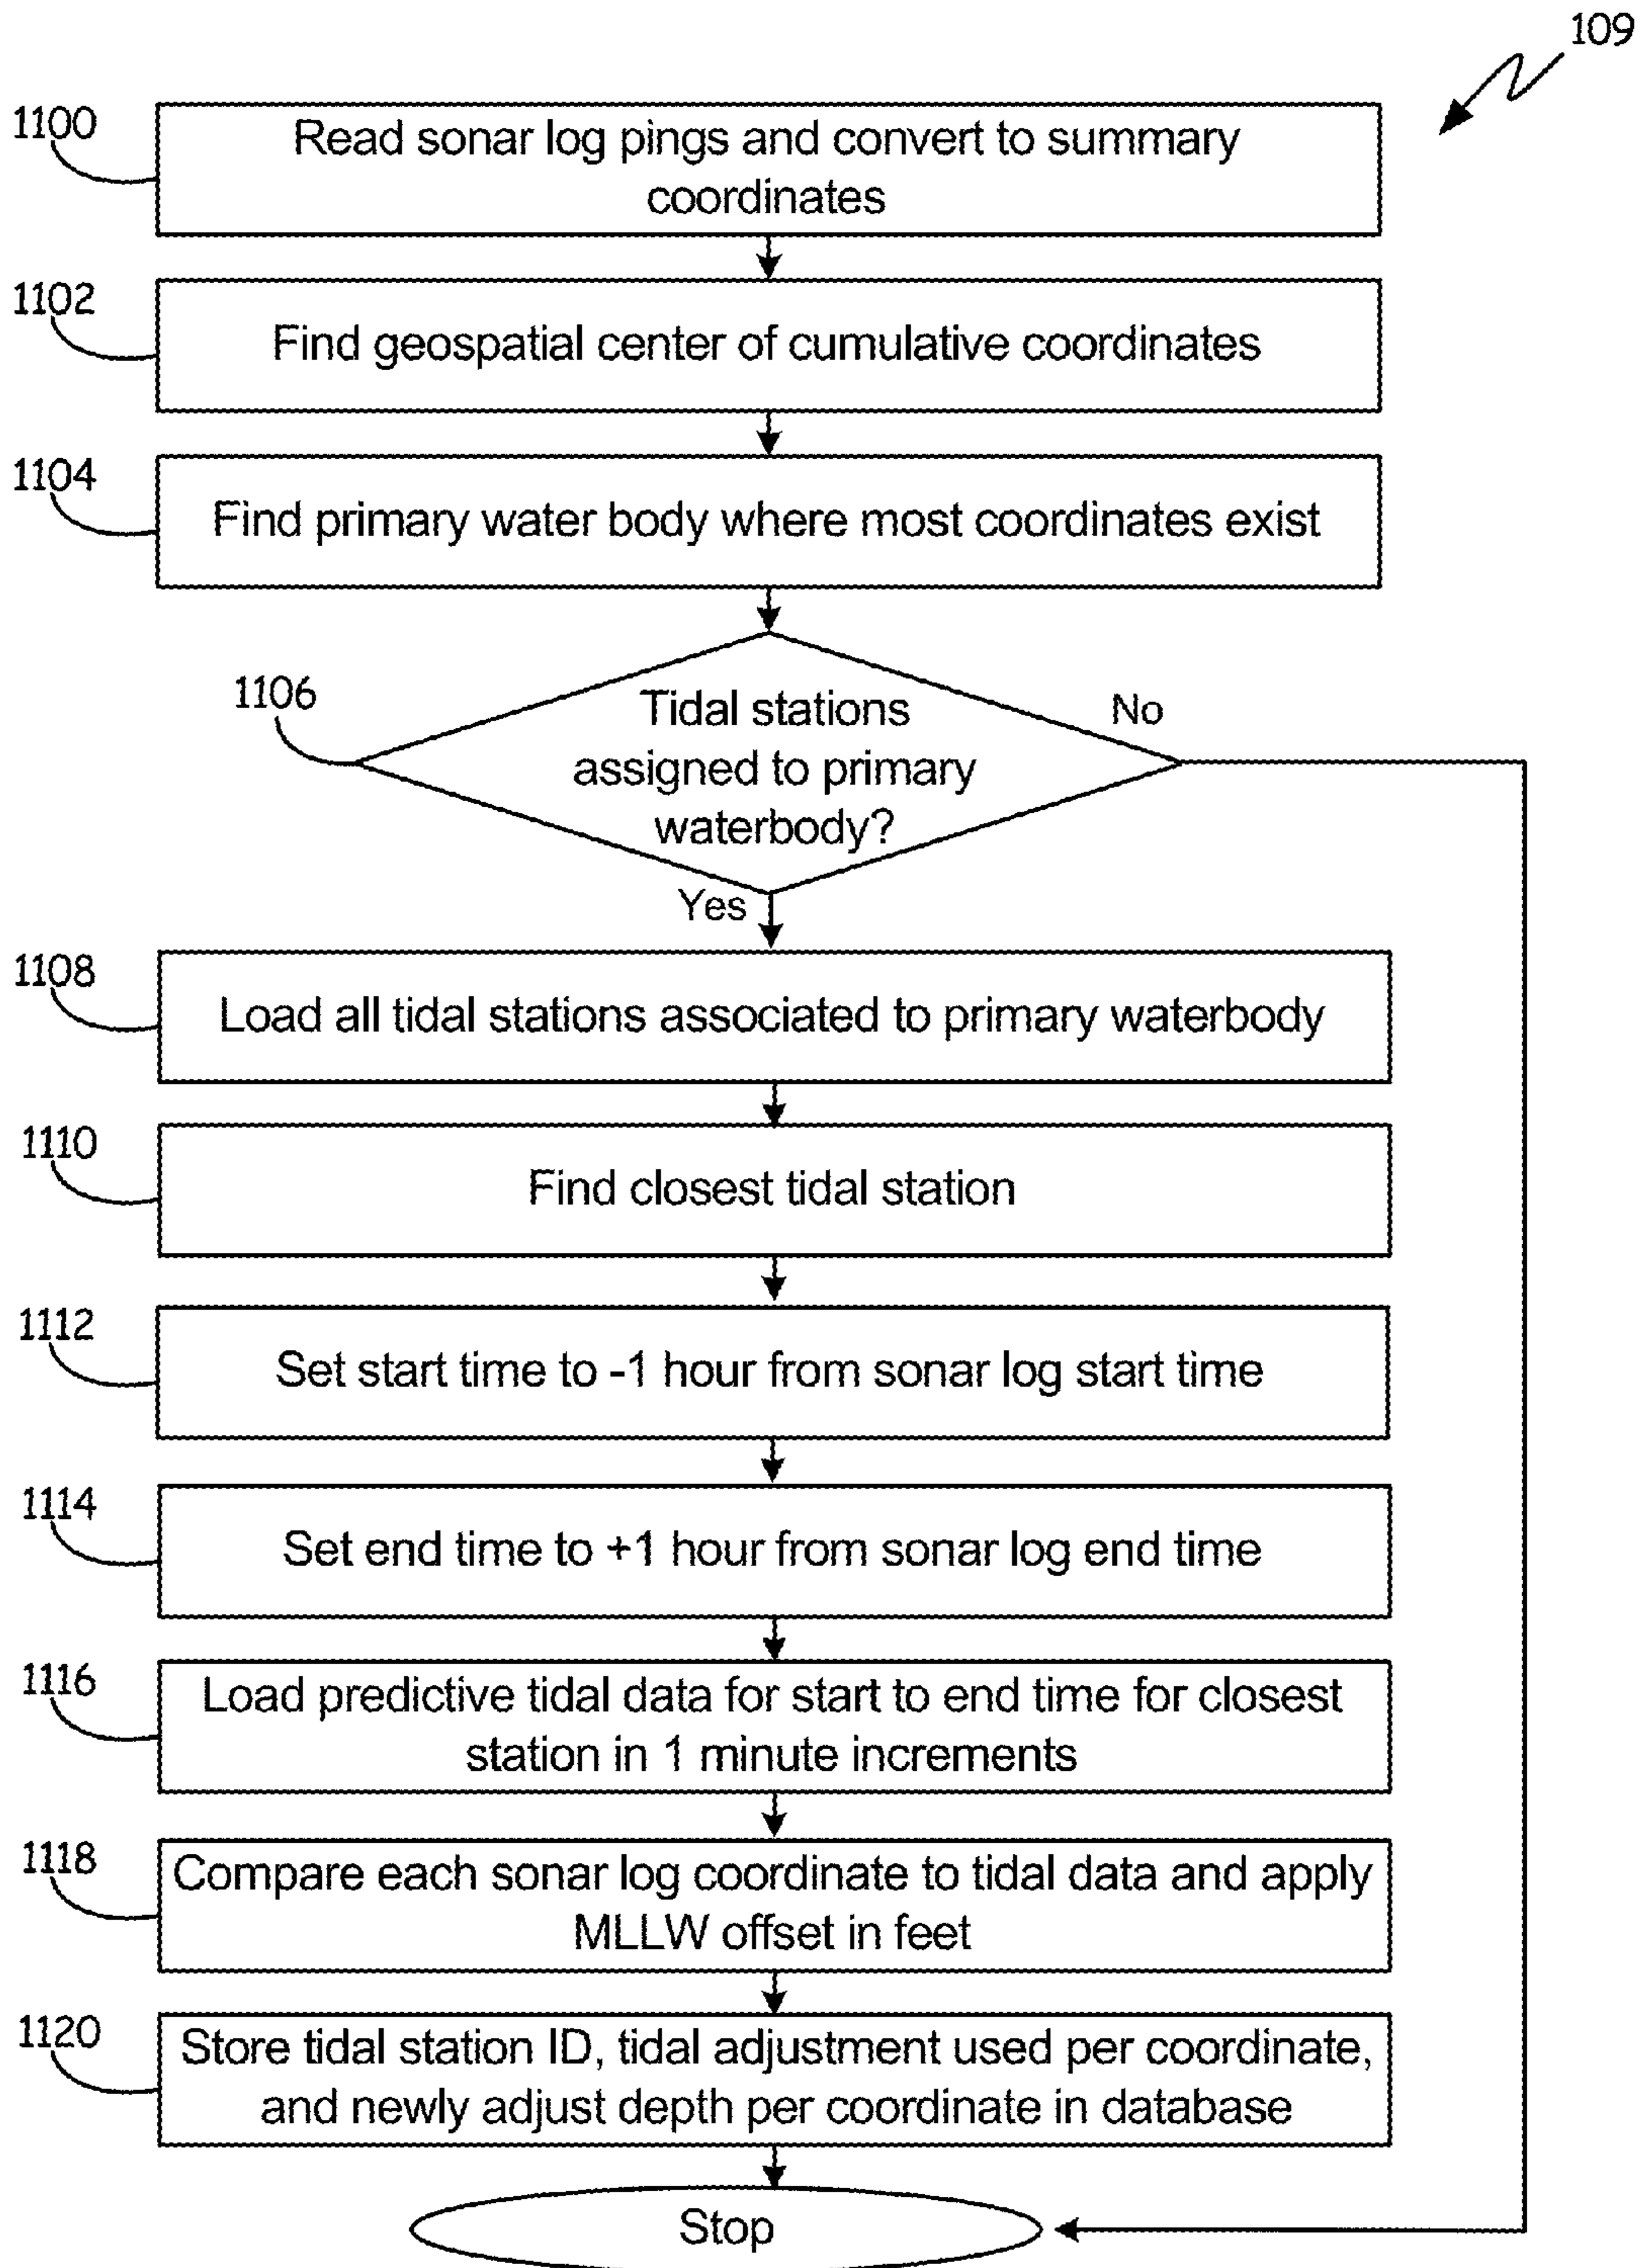 109
1100
Read sonar log pings and convert to summary
coordinates
1102
Find geospatial center of cumulative coordinates
1104
Find primary water body where most coordinates exist
1106
Tidal stations
assigned to primary
waterbody?
No
Yes
1108
Load all tidal stations associated to primary waterbody
1110
Find closest tidal station
1112
Set start time to -1 hour from sonar log start time
1114
Set end time to +1 hour from sonar log end time
1116
Load predictive tidal data for start to end time for closest
station in 1 minute increments
1118
Compare each sonar log coordinate to tidal data and apply
MLLW offset in feet
1120
Store tidal station ID, tidal adjustment used per coordinate,
and newly adjust depth per coordinate in database
Stop